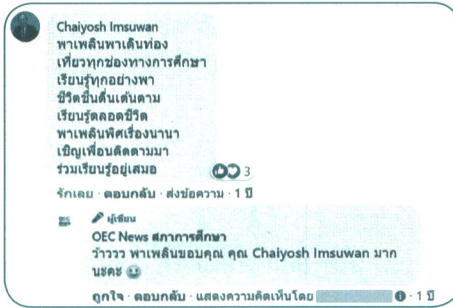 Chaiyosh Imsuwan
พาเพลินพาเดินท่อง
เที่ยวทุกช่องทางการศึกษา
เรียนรู้ทุกอย่างพา
ชีวิตชื่นตื่นเต้นตาม
เรียนรู้ตลอดชีวิต
พาเพลินพิศเรื่องนานา
เชิญเพื่อนติดตามมา
ร่วมเรียนรู้อยู่เสมอ
3
รักเลย · ตอบกลับ · ส่งข้อความ · 1 ปี
ผู้เขียน
OEC News สภาการศึกษา
ว้าววว พาเพลินขอบคุณ คุณ Chaiyosh Imsuwan มาก
นะคะ
ถูกใจ · ตอบกลับ · แสดงความคิดเห็นโดย · 1 ปี